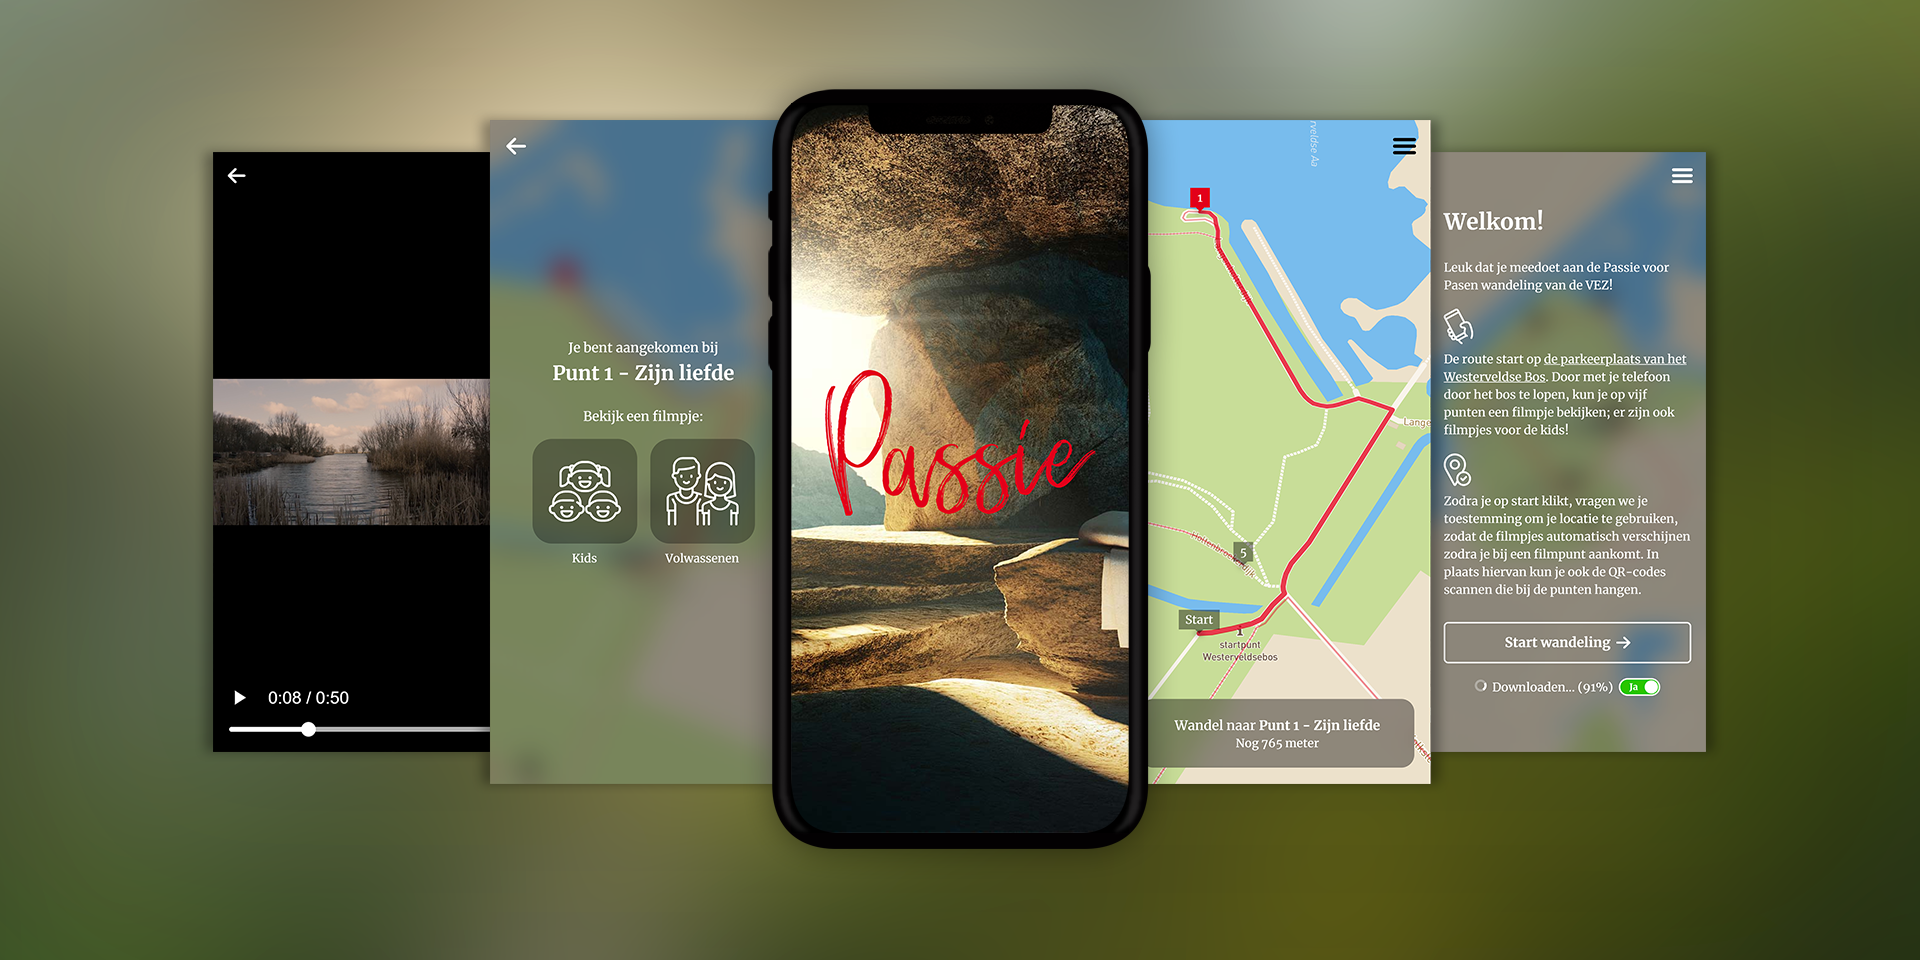 0:08 / 0:50
Je bent aangekomen bij
Punt 1 - Zijn liefde
Bekijk een filmpje:
Kids
Volwassenen
Passie
rveldse Aa
1
Lange
5
Start
1
startpunt
Westerveldsebos
Wandel naar Punt 1 - Zijn liefde
Nog 765 meter
Welkom!
Leuk dat je meedoet aan de Passie voor
Pasen wandeling van de VEZ!
De route start op de parkeerplaats van het
Westerveldse Bos. Door met je telefoon
door het bos te lopen, kun je op vijf
punten een filmpje bekijken; er zijn ook
filmpjes voor de kids!
Zodra je op start klikt, vragen we je
toestemming om je locatie te gebruiken,
zodat de filmpjes automatisch verschijnen
zodra je bij een filmpunt aankomt. In
plaats hiervan kun je ook de QR-codes
scannen die bij de punten hangen.
Start wandeling →
Downloaden... (91%) Ja